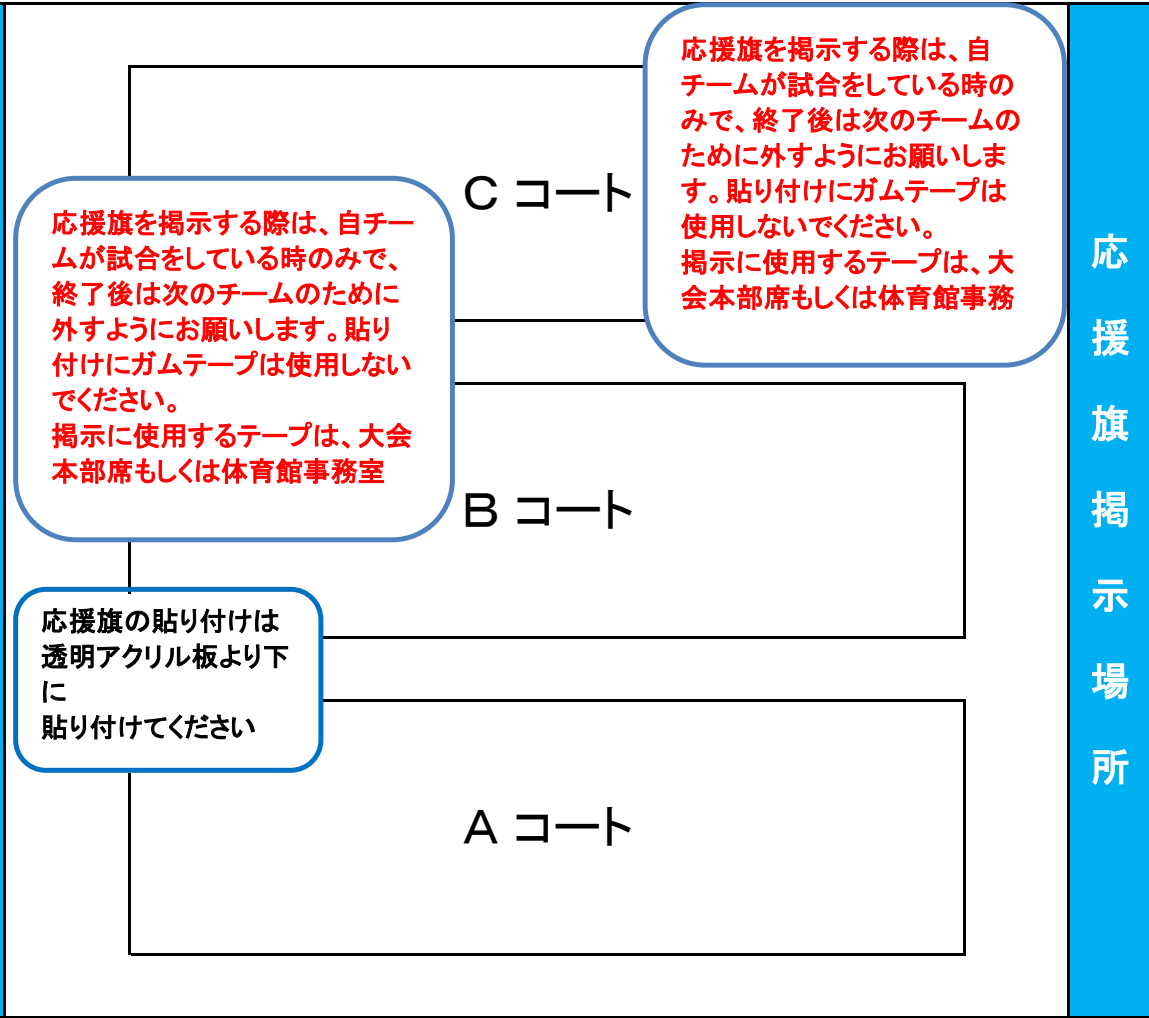 応援旗を掲示する際は、自
チームが試合をしている時の
みで、終了後は次のチームの
ために外すようにお願いしま
す。貼り付けにガムテープは
使用しないでください。
掲示に使用するテープは、大
会本部席もしくは体育館事務
C コート
応援旗を掲示する際は、自チー
ムが試合をしている時のみで、
終了後は次のチームのために
外すようにお願いします。貼り
付けにガムテープは使用しない
でください。
掲示に使用するテープは、大会
本部席もしくは体育館事務室
B コート
応援旗の貼り付けは
透明アクリル板より下
に
貼り付けてください
A コート
応援旗掲示場所